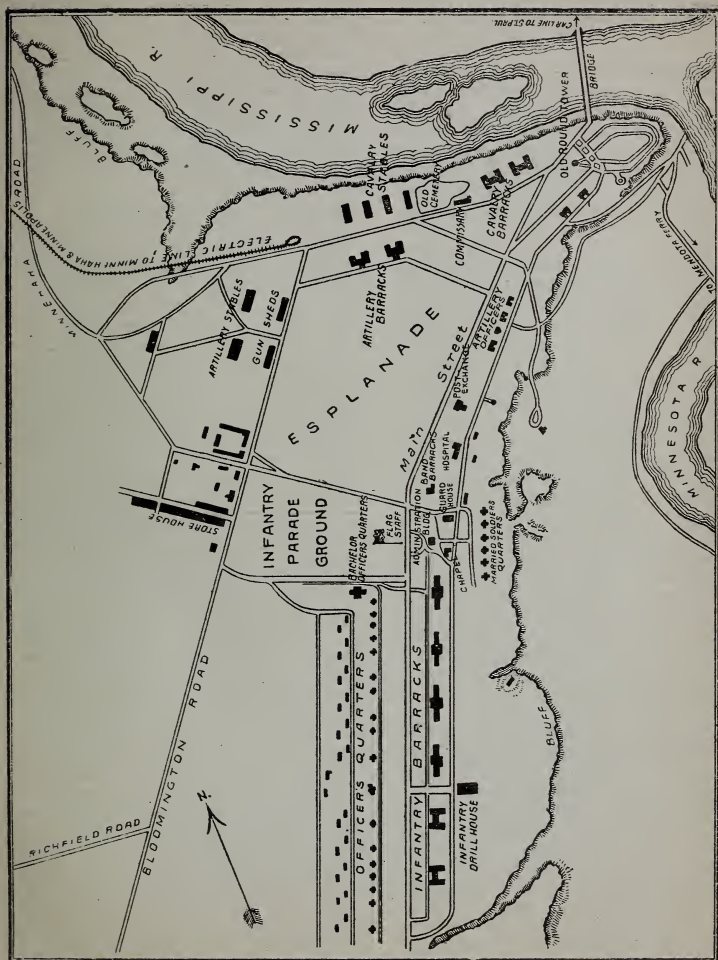 CAR LINE TO ST. PAUL
BRIDGE
MISSISSIPPI R.
BLUFF
MINNEHAHA
& MINNEAPOLIS ROAD
ELECTRIC LINE TO MINNEHAHA
OLD ROUND TOWER
CAVALRY
STABLES
OLD
CEMETERY
COMMISSARY
CAVALRY
BARRACKS
TO MENDOTA FERRY
ARTILLERY STABLES
GUN SHEDS
ARTILLERY
BARRACKS
ESPLANADE
Main Street
ARTILLERY
OFFICERS
POST
EXCHANGE
MINNESOTA R
HOSPITAL
BAND
BARRACKS
GUARD
HOUSE
ADMINISTRATION
BLDG
CHAPEL
MARRIED SOLDIERS
QUARTERS
STORE HOUSE
INFANTRY
PARADE
GROUND
FLAG
STAFF
BACHELOR
OFFICERS QUARTERS
BLOOMINGTON ROAD
RICHFIELD ROAD
N.
OFFICERS QUARTERS
INFANTRY BARRACKS
INFANTRY
DRILL HOUSE
BLUFF